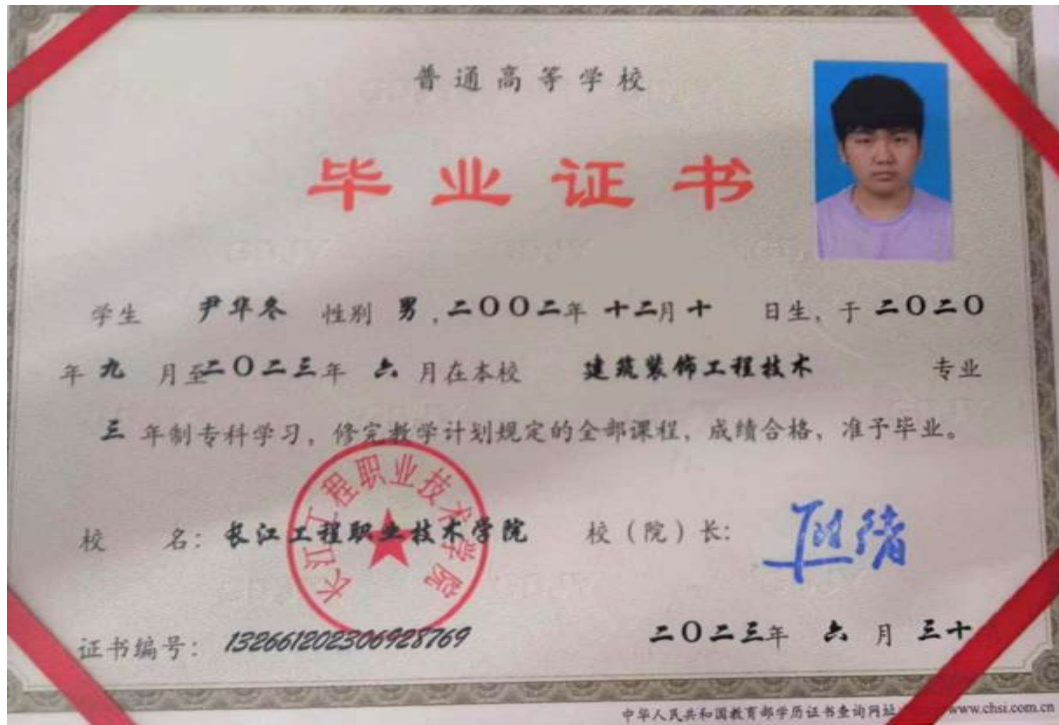 普通高等学校
毕业证书
学生 尹华冬 性别 男，二〇〇二年 十二月十 日生，于 二〇二〇
年 九 月至二〇二三年 六 月在本校 建筑装饰工程技术 专业
三 年制专科学习，修完教学计划规定的全部课程，成绩合格，准予毕业。
长江工程职业技术学院
校 名：长江工程职业技术学院 校（院）长：
证书编号：132661202306928769 二〇二三年 六 月 三十
中华人民共和国教育部学历证书查询网址 www.chsi.com.cn